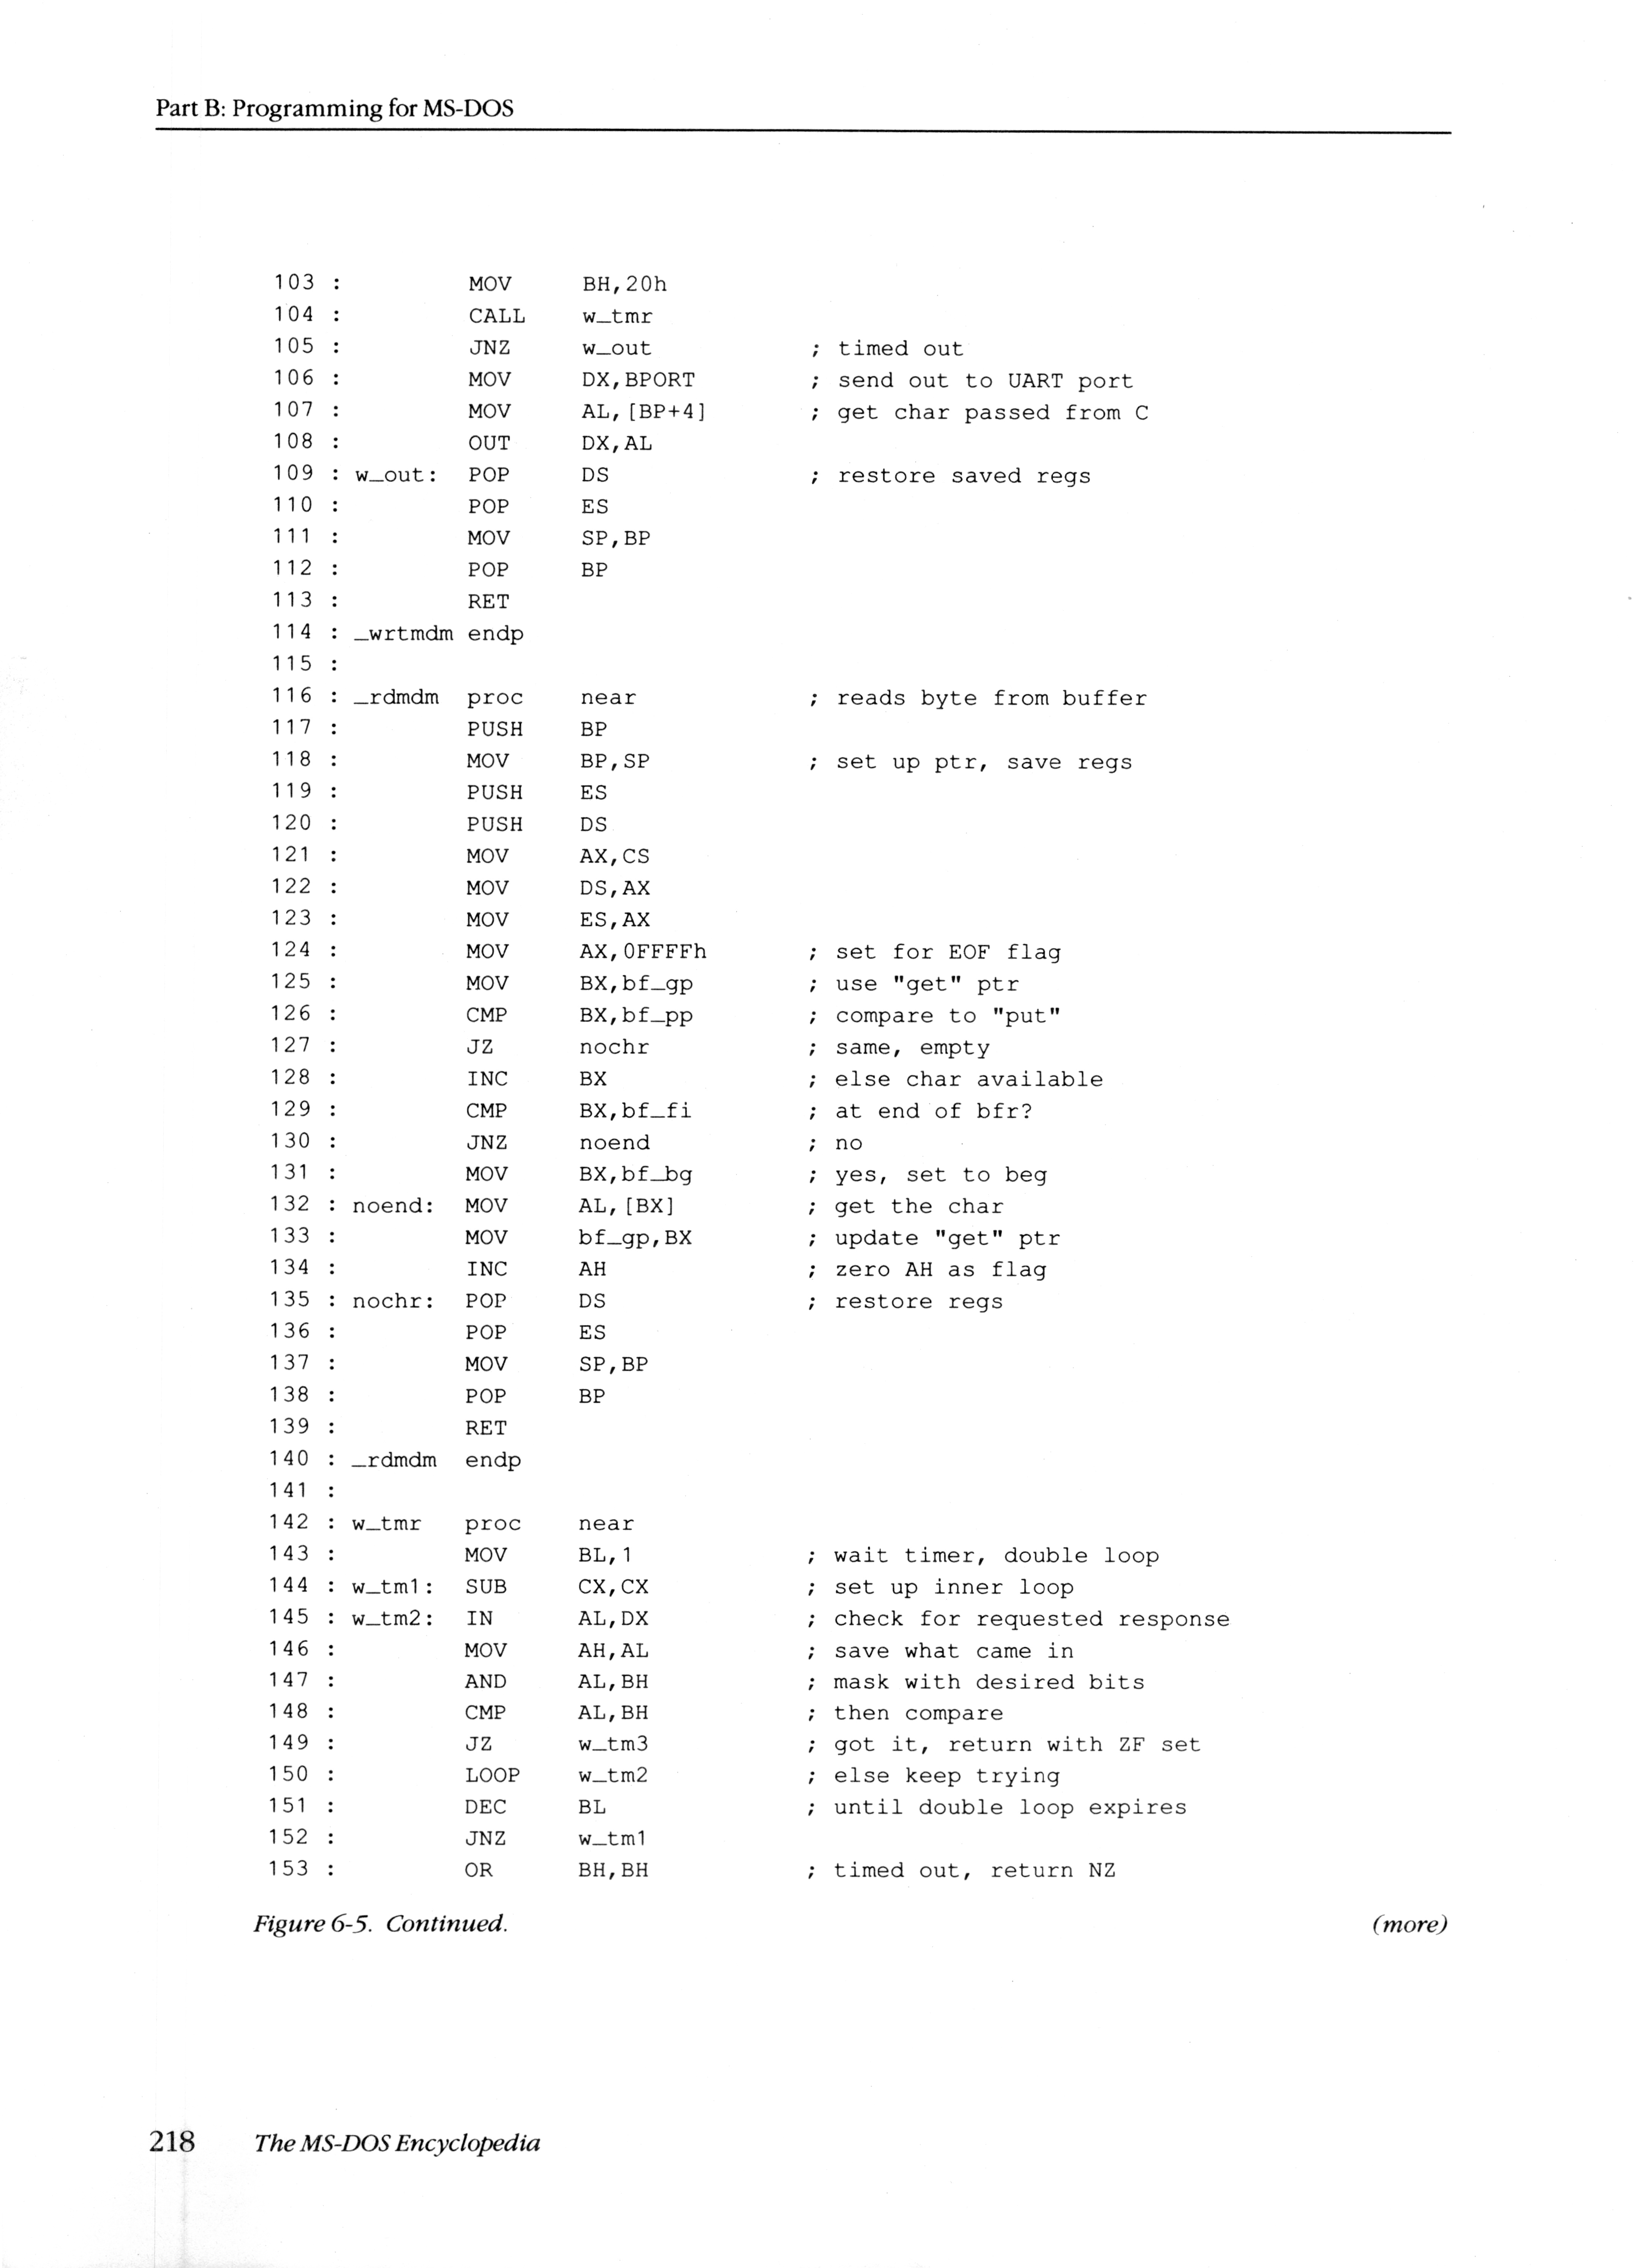 Part B: Programming for MS-DOS
103 : MOV BH,20h
104 : CALL w_tmr
105 : JNZ w_out ; timed out
106 : MOV DX,BPORT ; send out to UART port
107 : MOV AL,[BP+4] ; get char passed from C
108 : OUT DX,AL
109 : w_out: POP DS ; restore saved regs
110 : POP ES
111 : MOV SP,BP
112 : POP BP
113 : RET
114 : _wrtmdm endp
115 :
116 : _rdmdm proc near ; reads byte from buffer
117 : PUSH BP
118 : MOV BP,SP ; set up ptr, save regs
119 : PUSH ES
120 : PUSH DS
121 : MOV AX,CS
122 : MOV DS,AX
123 : MOV ES,AX
124 : MOV AX,0FFFFh ; set for EOF flag
125 : MOV BX,bf_gp ; use "get" ptr
126 : CMP BX,bf_pp ; compare to "put"
127 : JZ nochr ; same, empty
128 : INC BX ; else char available
129 : CMP BX,bf_fi ; at end of bfr?
130 : JNZ noend ; no
131 : MOV BX,bf_bg ; yes, set to beg
132 : noend: MOV AL,[BX] ; get the char
133 : MOV bf_gp,BX ; update "get" ptr
134 : INC AH ; zero AH as flag
135 : nochr: POP DS ; restore regs
136 : POP ES
137 : MOV SP,BP
138 : POP BP
139 : RET
140 : _rdmdm endp
141 :
142 : w_tmr proc near
143 : MOV BL,1 ; wait timer, double loop
144 : w_tm1: SUB CX,CX ; set up inner loop
145 : w_tm2: IN AL,DX ; check for requested response
146 : MOV AH,AL ; save what came in
147 : AND AL,BH ; mask with desired bits
148 : CMP AL,BH ; then compare
149 : JZ w_tm3 ; got it, return with ZF set
150 : LOOP w_tm2 ; else keep trying
151 : DEC BL ; until double loop expires
152 : JNZ w_tm1
153 : OR BH,BH ; timed out, return NZ
Figure 6-5. Continued. (more)
218 The MS-DOS Encyclopedia